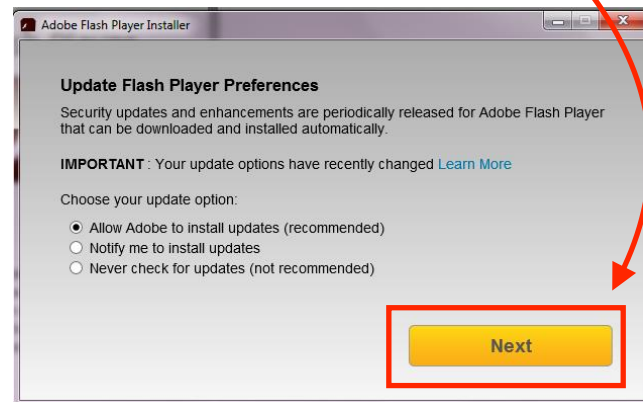 Adobe Flash Player Installer
Update Flash Player Preferences
Security updates and enhancements are periodically released for Adobe Flash Player
that can be downloaded and installed automatically.
IMPORTANT : Your update options have recently changed Learn More
Choose your update option:
Allow Adobe to install updates (recommended)
Notify me to install updates
Never check for updates (not recommended)
Next